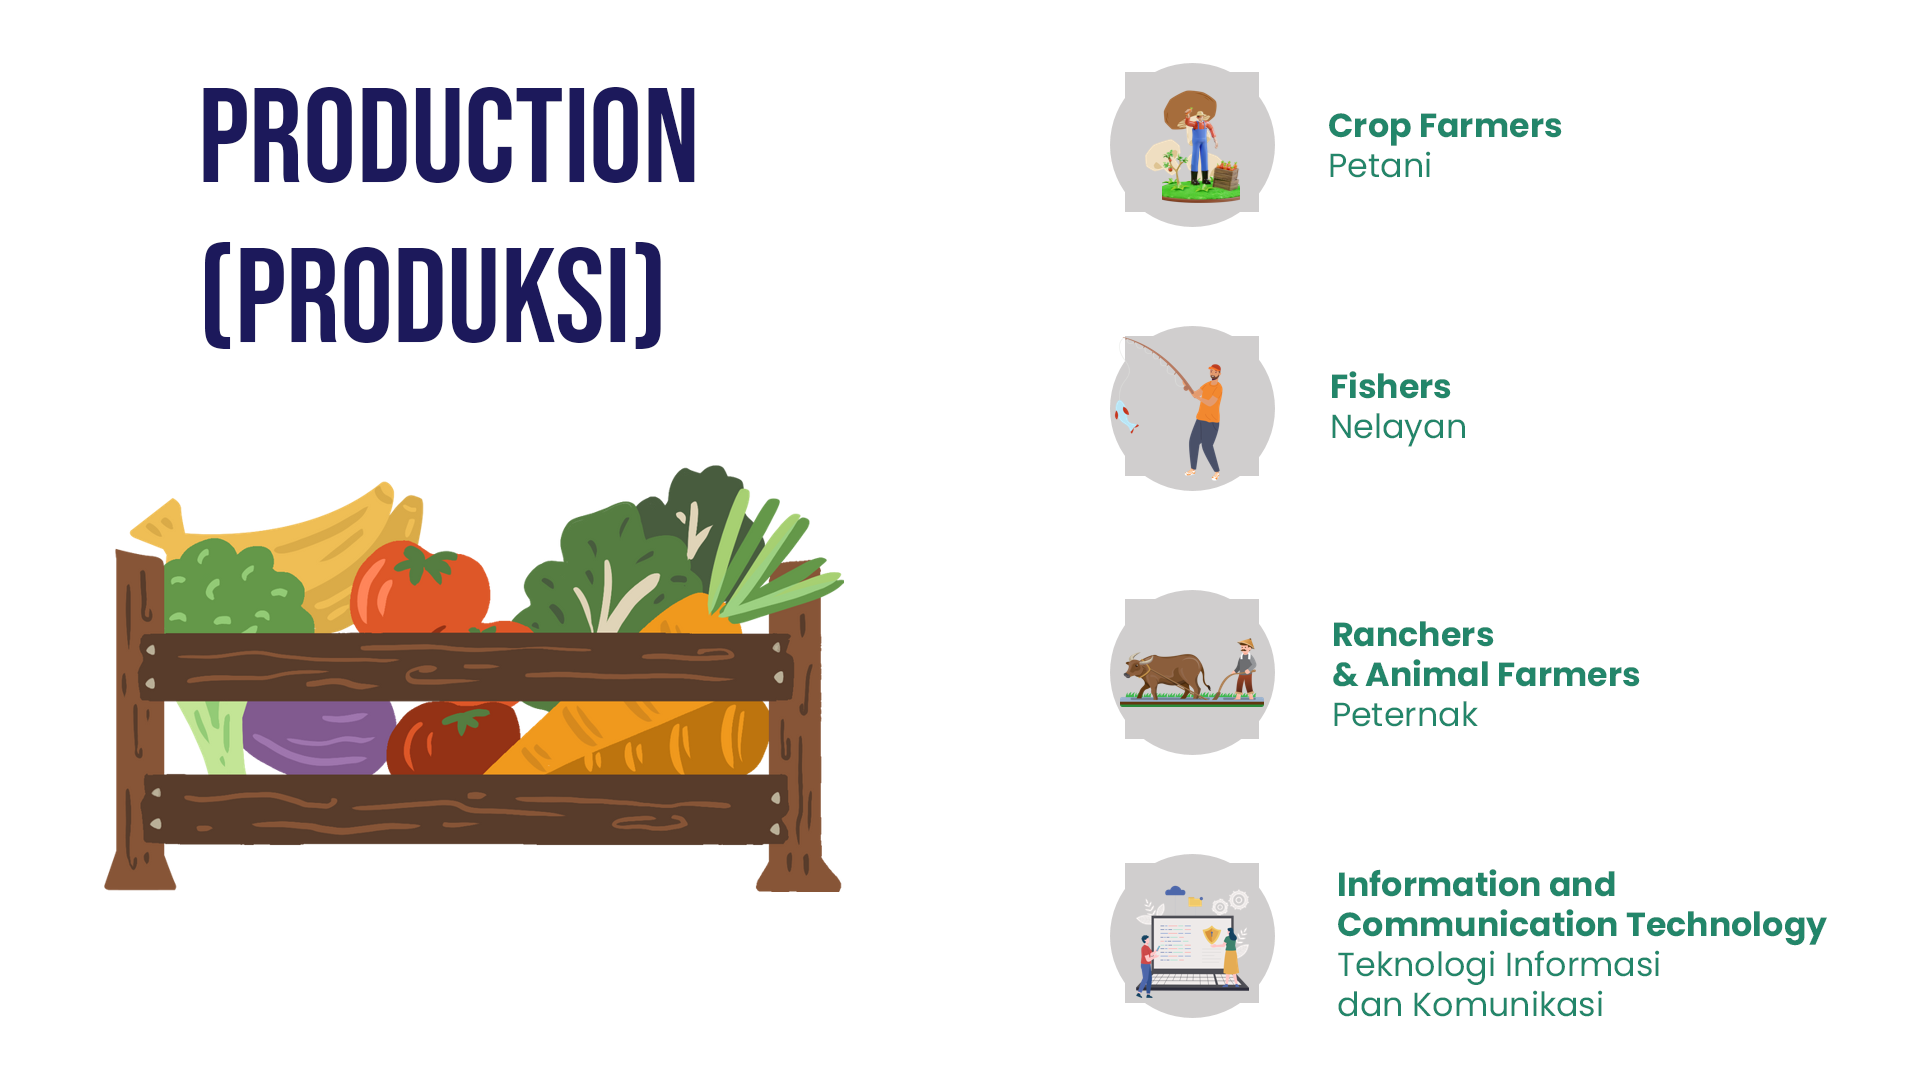 PRODUCTION
(PRODUKSI)
Crop Farmers
Petani
Fishers
Nelayan
Ranchers
& Animal Farmers
Peternak
Information and
Communication Technology
Teknologi Informasi
dan Komunikasi